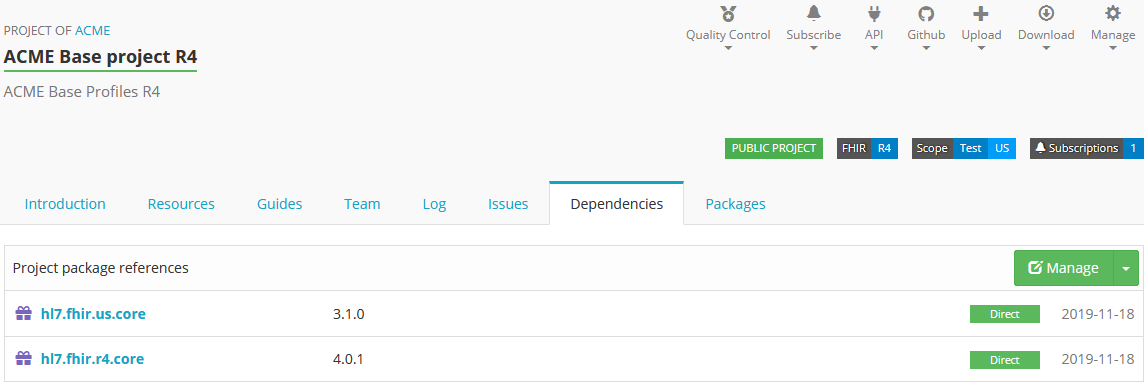 PROJECT OF ACME
ACME Base project R4
ACME Base Profiles R4
Quality Control Subscribe API Github Upload Download Manage
PUBLIC PROJECT FHIR R4 Scope Test US Subscriptions 1
Introduction Resources Guides Team Log Issues Dependencies Packages
Project package references Manage
hl7.fhir.us.core 3.1.0 Direct 2019-11-18
hl7.fhir.r4.core 4.0.1 Direct 2019-11-18